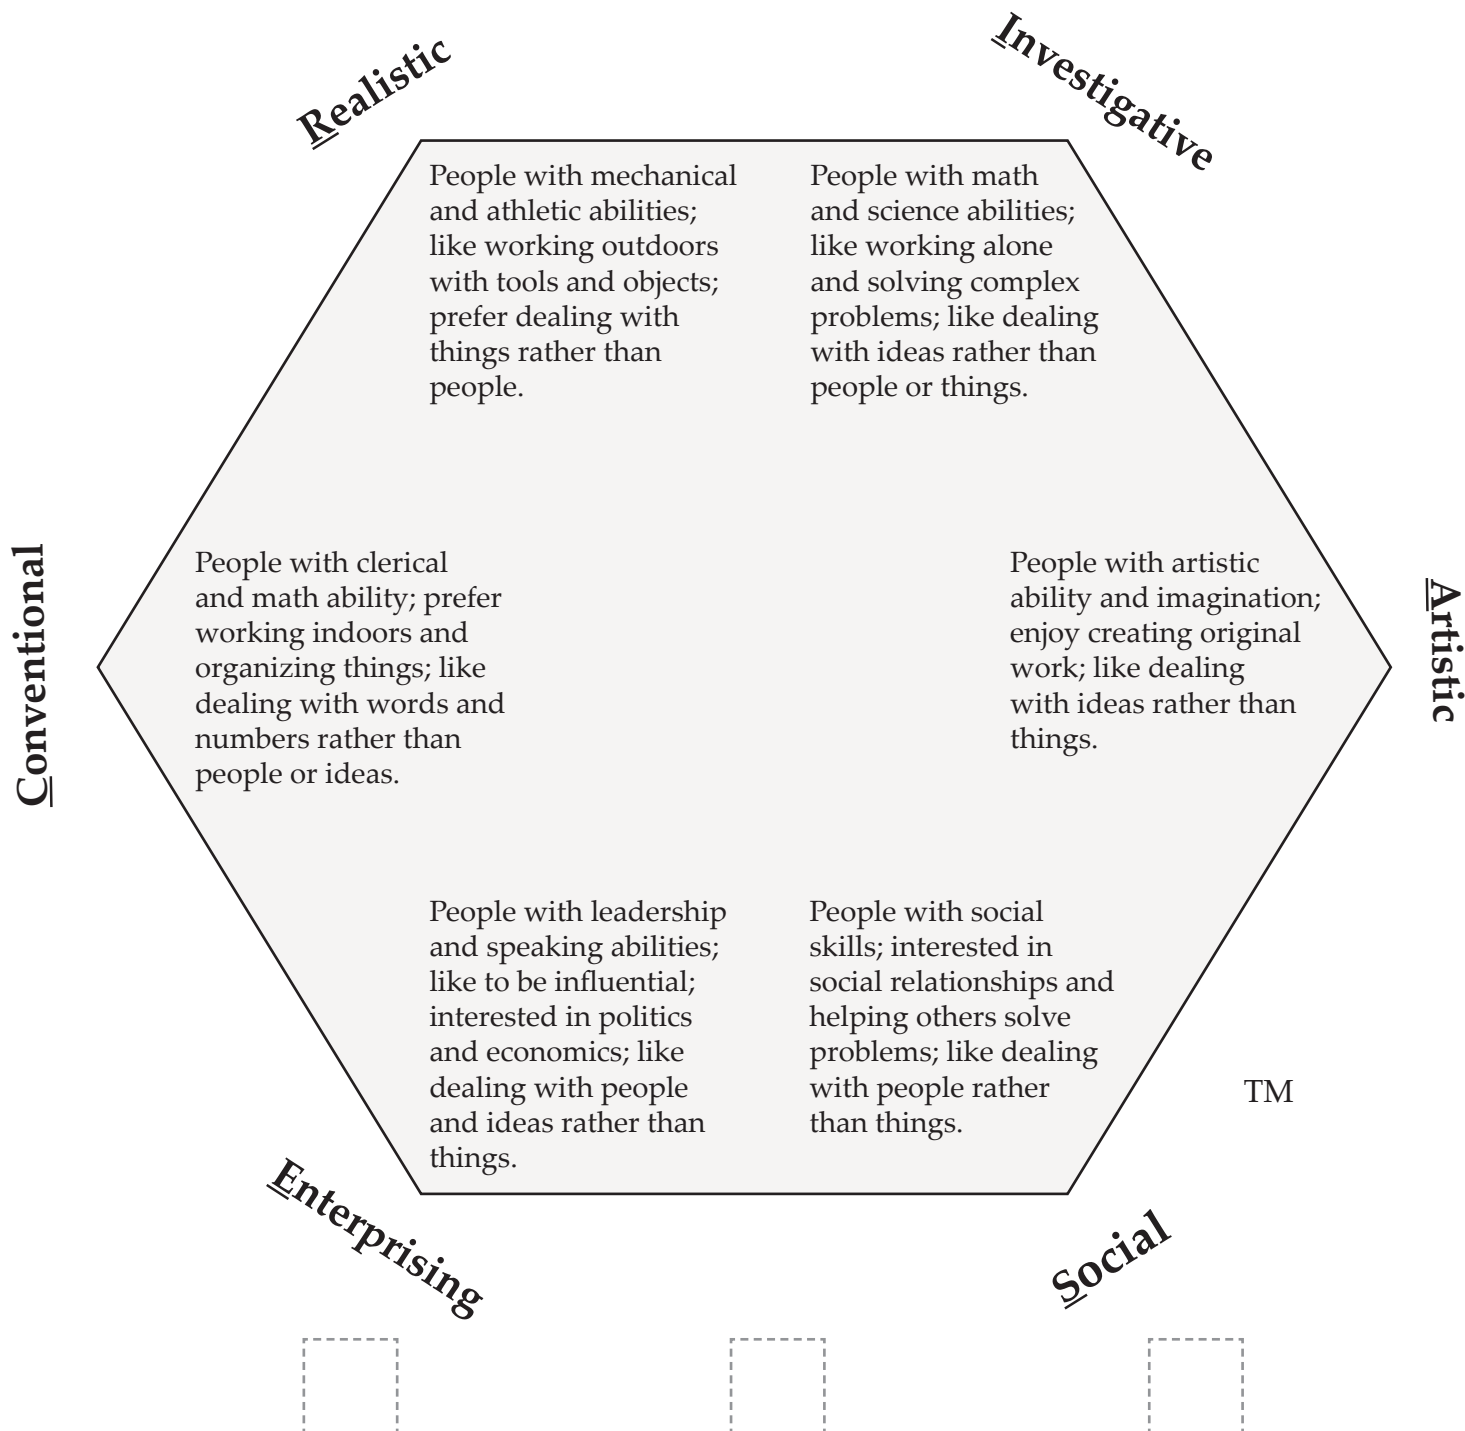 Realistic
Investigative
People with mechanical
and athletic abilities;
like working outdoors
with tools and objects;
prefer dealing with
things rather than
people.
People with math
and science abilities;
like working alone
and solving complex
problems; like dealing
with ideas rather than
people or things.
Conventional
People with clerical
and math ability; prefer
working indoors and
organizing things; like
dealing with words and
numbers rather than
people or ideas.
People with artistic
ability and imagination;
enjoy creating original
work; like dealing
with ideas rather than
things.
Artistic
People with leadership
and speaking abilities;
like to be influential;
interested in politics
and economics; like
dealing with people
and ideas rather than
things.
People with social
skills; interested in
social relationships and
helping others solve
problems; like dealing
with people rather
than things.
TM
Enterprising
Social